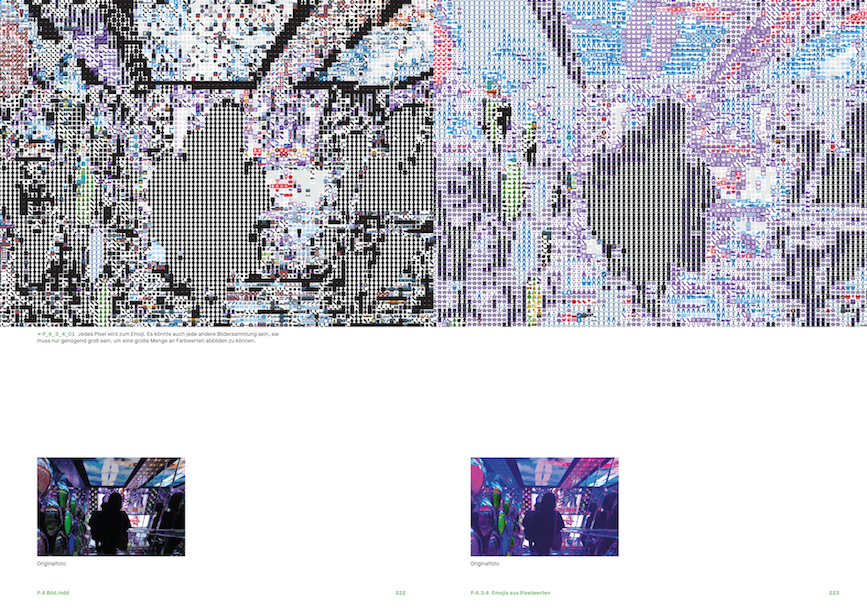 → P_4_3_4_01 Jedes Pixel wird zum Emoji. Es könnte auch jede andere Bildersammlung sein, sie
muss nur genügend groß sein, um eine große Menge an Farbwerten abbilden zu können.
Originalfoto
Originalfoto
P.4 Bild.indd
222
P.4.3.4 Emojis aus Pixelwerten
223